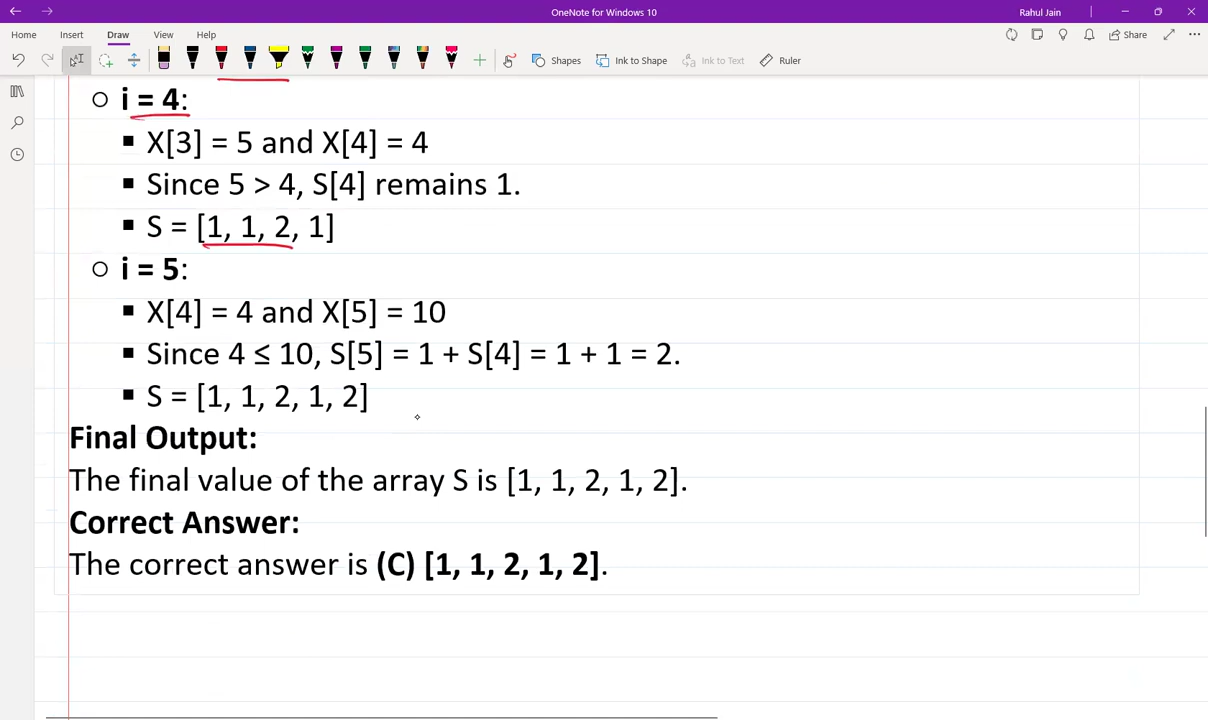 OneNote for Windows 10
Rahul Jain
Home Insert Draw View Help
Share
Shapes Ink to Shape Ink to Text Ruler
i = 4:
X[3] = 5 and X[4] = 4
Since 5 > 4, S[4] remains 1.
S = [1, 1, 2, 1]
i = 5:
X[4] = 4 and X[5] = 10
Since 4 ≤ 10, S[5] = 1 + S[4] = 1 + 1 = 2.
S = [1, 1, 2, 1, 2]
Final Output:
The final value of the array S is [1, 1, 2, 1, 2].
Correct Answer:
The correct answer is (C) [1, 1, 2, 1, 2].